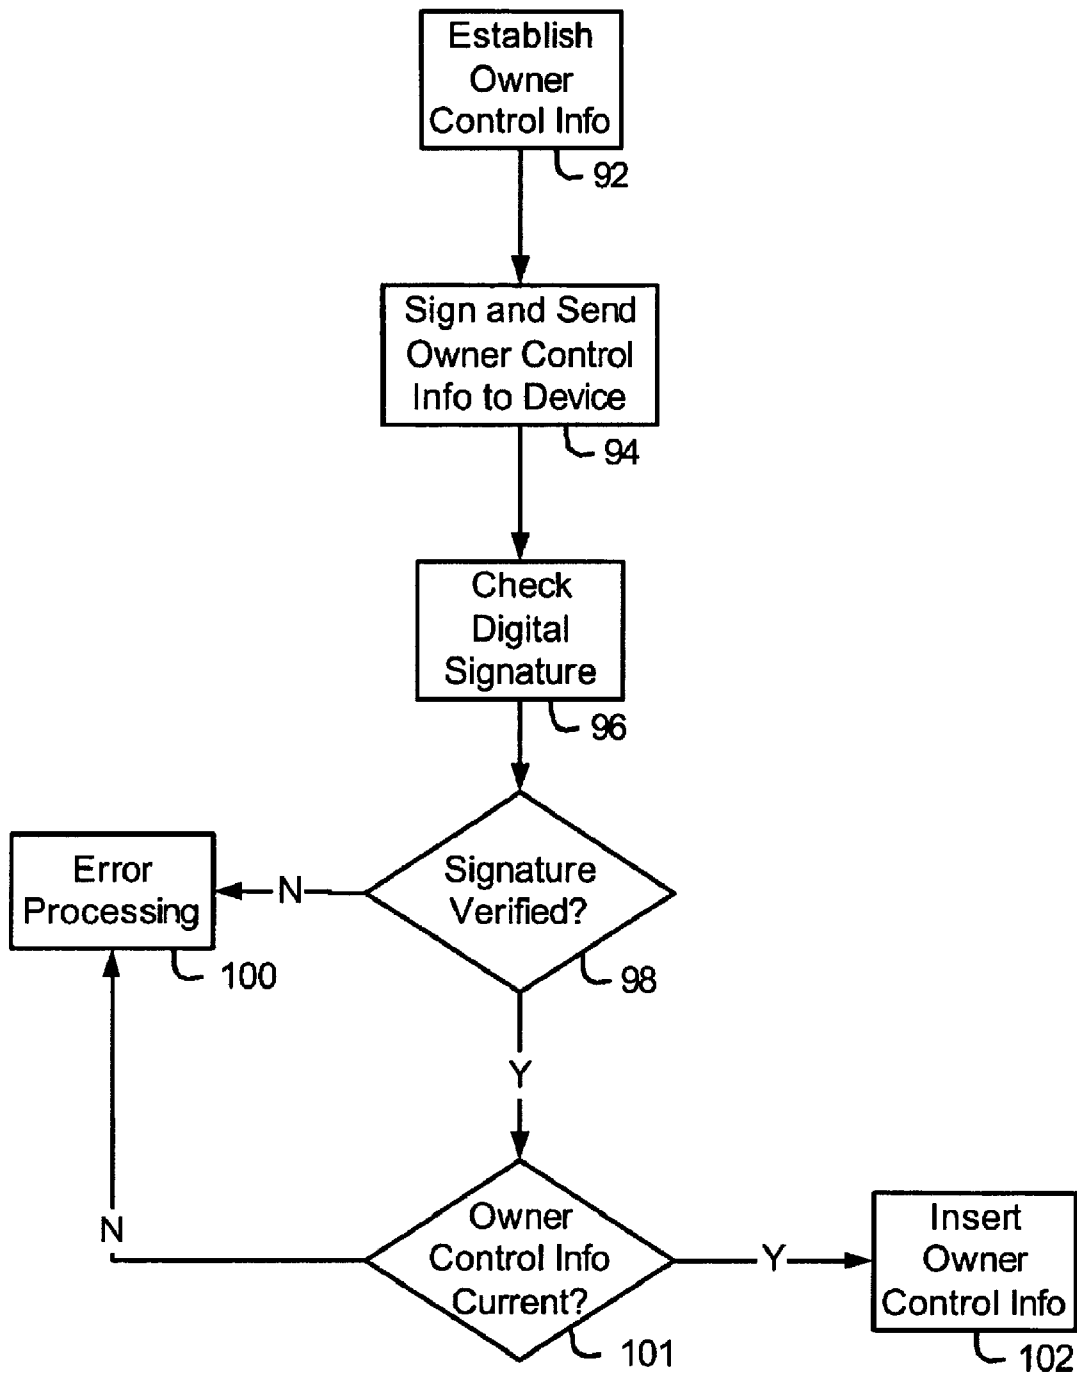 Establish
Owner
Control Info
92
Sign and Send
Owner Control
Info to Device
94
Check
Digital
Signature
96
Signature
Verified?
98
N
Error
Processing
100
Y
Owner
Control Info
Current?
101
N
Y
Insert
Owner
Control Info
102